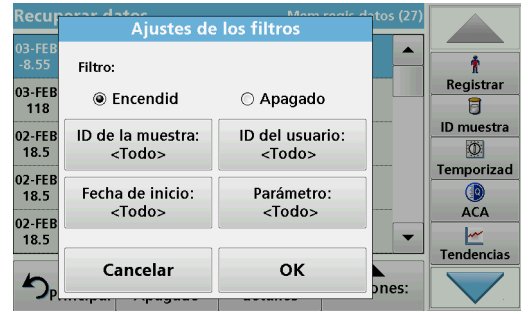 Recuperar datos
Mem regis datos (27)
Ajustes de los filtros
03-FEB
-8.55
03-FEB
118
02-FEB
18.5
02-FEB
18.5
02-FEB
18.5
Filtro:
Encendid
Apagado
ID de la muestra:
<Todo>
ID del usuario:
<Todo>
Fecha de inicio:
<Todo>
Parámetro:
<Todo>
Cancelar
OK
Registrar
ID muestra
Temporizad
ACA
Tendencias